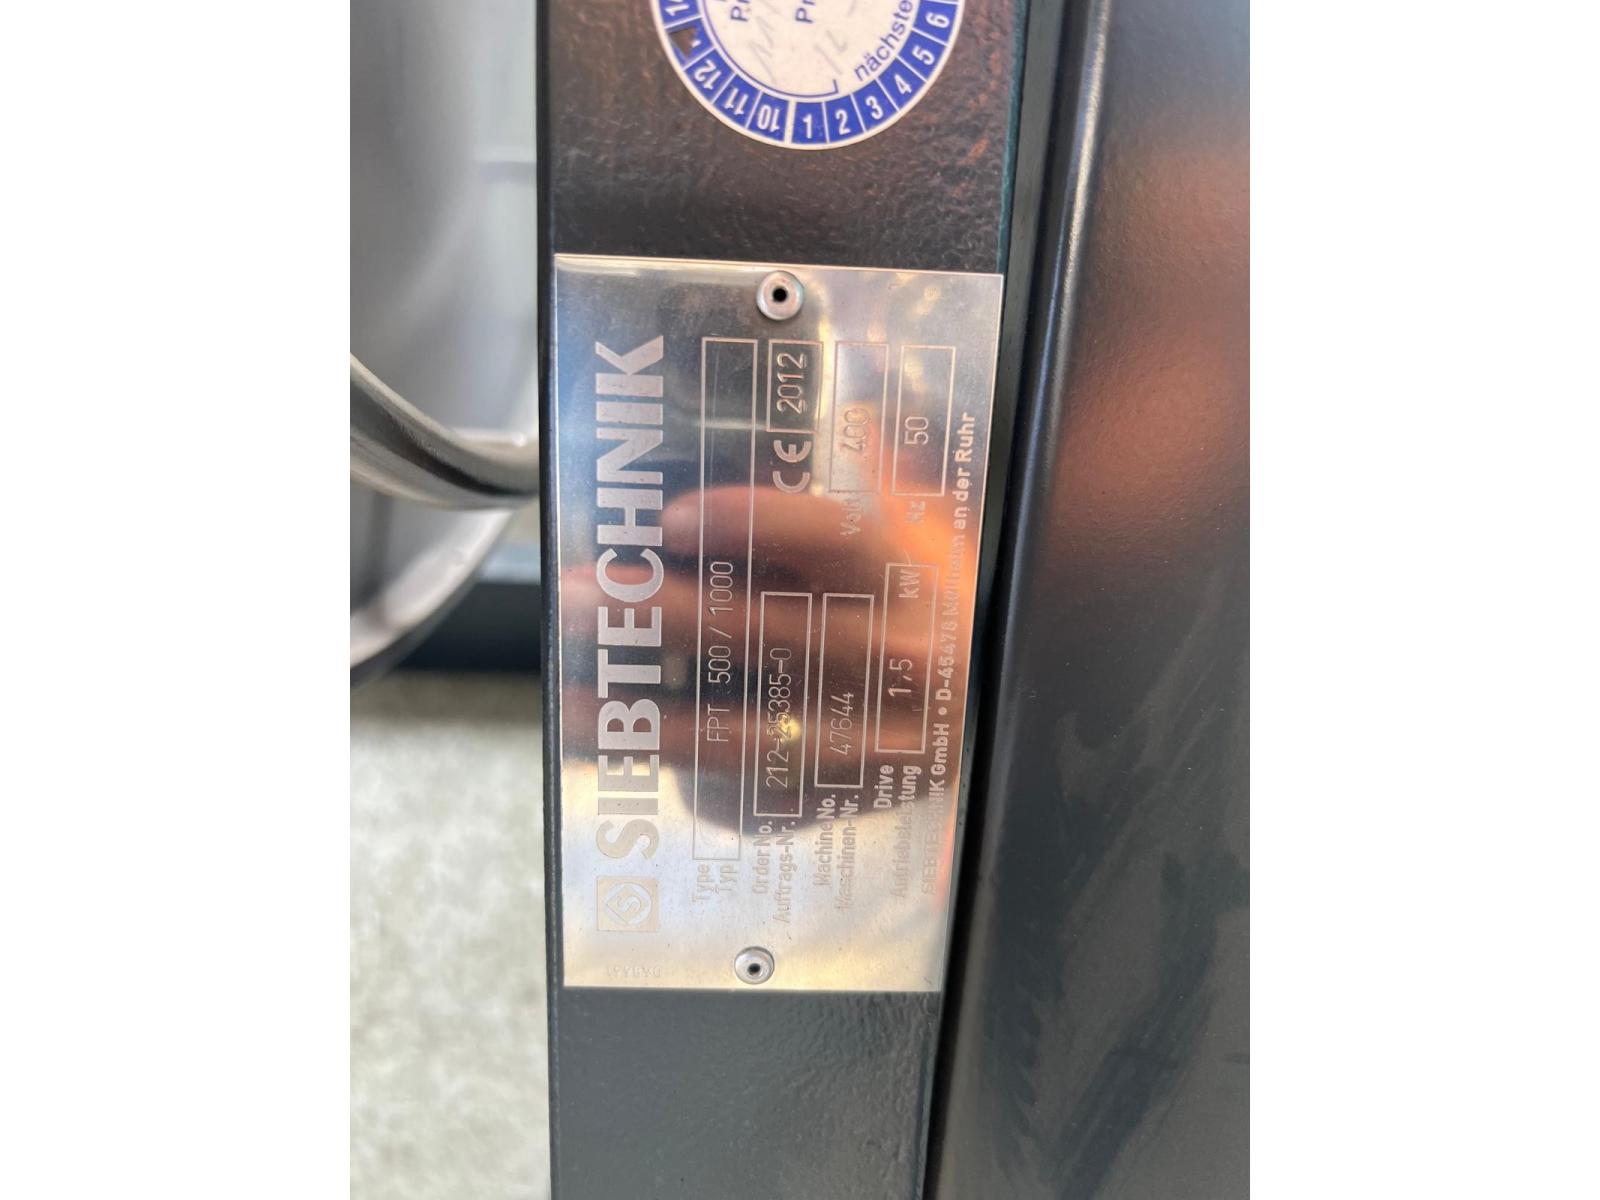 nächste
14 12 11 10 1 2 3 4 5 6
SIEBTECHNIK
Type
Typ
FPT 500/1000
Order No.
Auftrags-Nr.
212-25385-0
CE 2012
Machine No.
Maschinen-Nr.
47644
Volt 400
Drive
Antriebsleistung
1,5 kW
Hz 50
SIEBTECHNIK GmbH • D-45478 Mülheim an der Ruhr